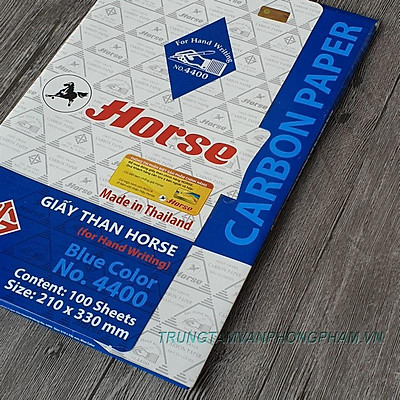 For Hand Writing
No. 4400
Horse
CARBON PAPER
Horse
Made in Thailand
GIẤY THAN HORSE
(for Hand Writing)
Blue Color
No. 4400
Content: 100 Sheets
Size: 210 x 330 mm
TRUNGTAMVANPHONGPHAM.VN